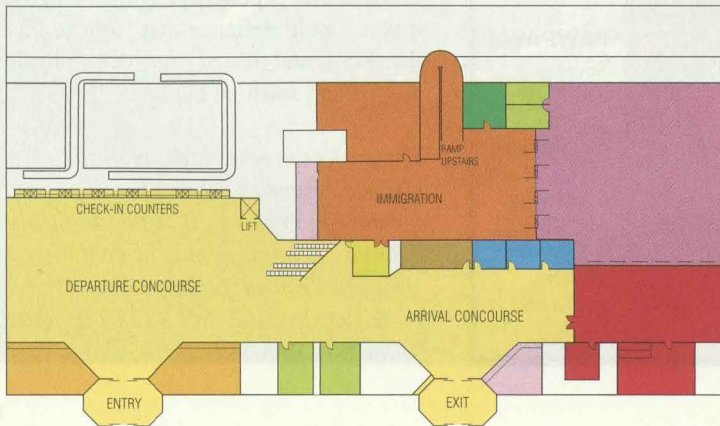 RAMP
UPSTAIRS
IMMIGRATION
CHECK-IN COUNTERS
LIFT
DEPARTURE CONCOURSE
ARRIVAL CONCOURSE
ENTRY
EXIT